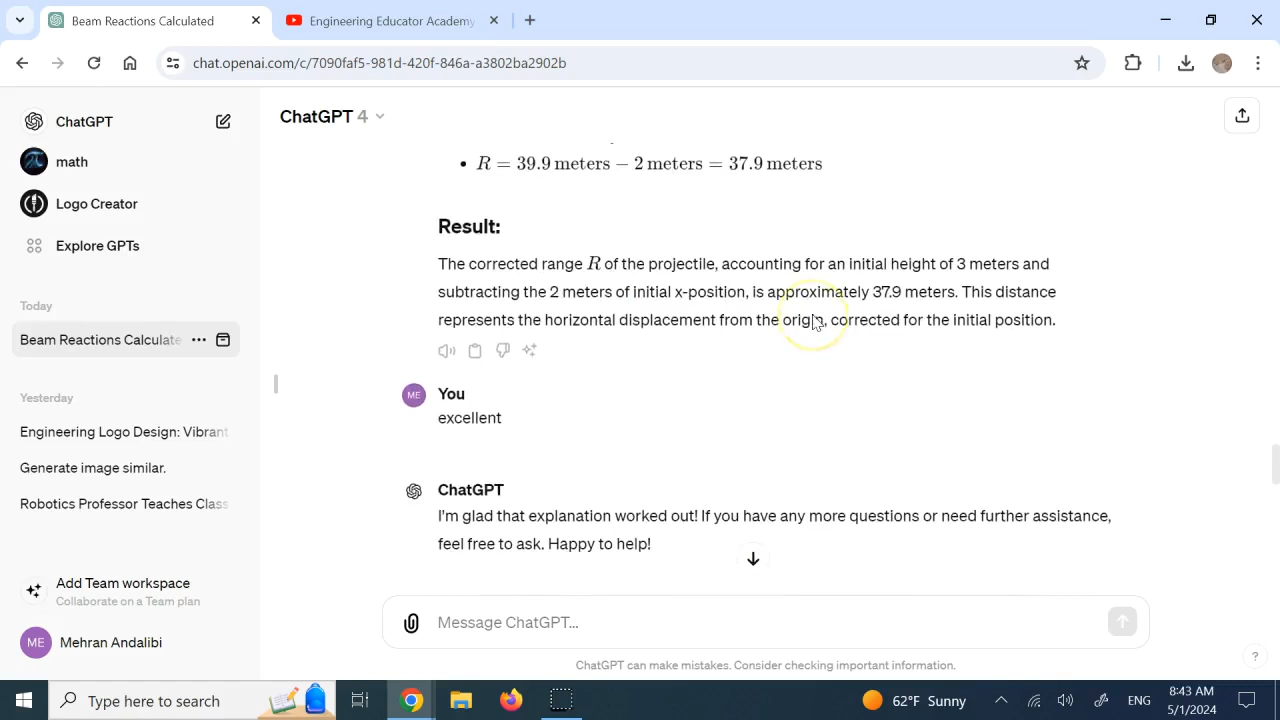 Beam Reactions Calculated
Engineering Educator Academy
chat.openai.com/c/7090faf5-981d-420f-846a-a3802ba2902b
ChatGPT
math
Logo Creator
Explore GPTs
Today
Beam Reactions Calculate
Yesterday
Engineering Logo Design: Vibrant
Generate image similar.
Robotics Professor Teaches Class
Add Team workspace
Collaborate on a Team plan
ME Mehran Andalibi
ChatGPT 4
• R = 39.9 meters − 2 meters = 37.9 meters
Result:
The corrected range R of the projectile, accounting for an initial height of 3 meters and
subtracting the 2 meters of initial x-position, is approximately 37.9 meters. This distance
represents the horizontal displacement from the origin, corrected for the initial position.
ME You
excellent
ChatGPT
I'm glad that explanation worked out! If you have any more questions or need further assistance,
feel free to ask. Happy to help!
Message ChatGPT...
ChatGPT can make mistakes. Consider checking important information.
?
Type here to search
62°F Sunny
ENG
8:43 AM
5/1/2024